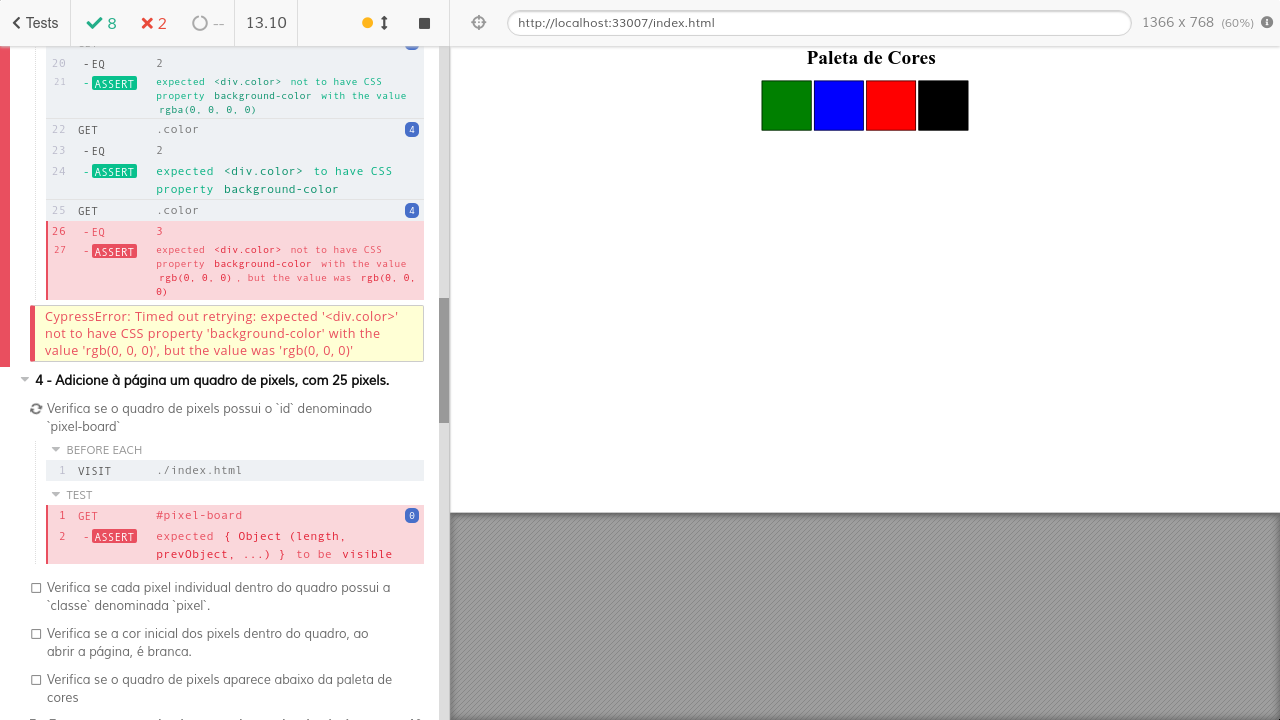 Tests 8 2 -- 13.10
http://localhost:33007/index.html 1366 x 768 (60%)
20 - EQ 2
21 - ASSERT expected <div.color> not to have CSS
property background-color with the value
rgba(0, 0, 0, 0)
22 GET .color 4
23 - EQ 2
24 - ASSERT expected <div.color> to have CSS
property background-color
25 GET .color 4
26 - EQ 3
27 - ASSERT expected <div.color> not to have CSS
property background-color with the value
rgb(0, 0, 0) , but the value was rgb(0, 0,
0)
CypressError: Timed out retrying: expected '<div.color>'
not to have CSS property 'background-color' with the
value 'rgb(0, 0, 0)', but the value was 'rgb(0, 0, 0)'
4 - Adicione à página um quadro de pixels, com 25 pixels.
Verifica se o quadro de pixels possui o `id` denominado
`pixel-board`
BEFORE EACH
1 VISIT ./index.html
TEST
1 GET #pixel-board 0
2 - ASSERT expected { Object (length,
prevObject, ...) } to be visible
Verifica se cada pixel individual dentro do quadro possui a
`classe` denominada `pixel`.
Verifica se a cor inicial dos pixels dentro do quadro, ao
abrir a página, é branca.
Verifica se o quadro de pixels aparece abaixo da paleta de
cores
Paleta de Cores